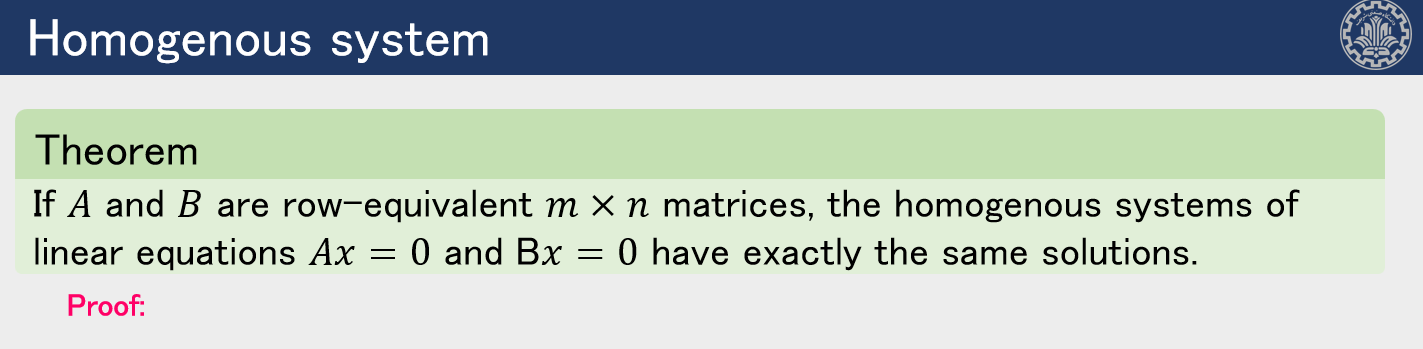 Homogenous system
Theorem
If A and B are row-equivalent m × n matrices, the homogenous systems of
linear equations Ax = 0 and Bx = 0 have exactly the same solutions.
Proof: